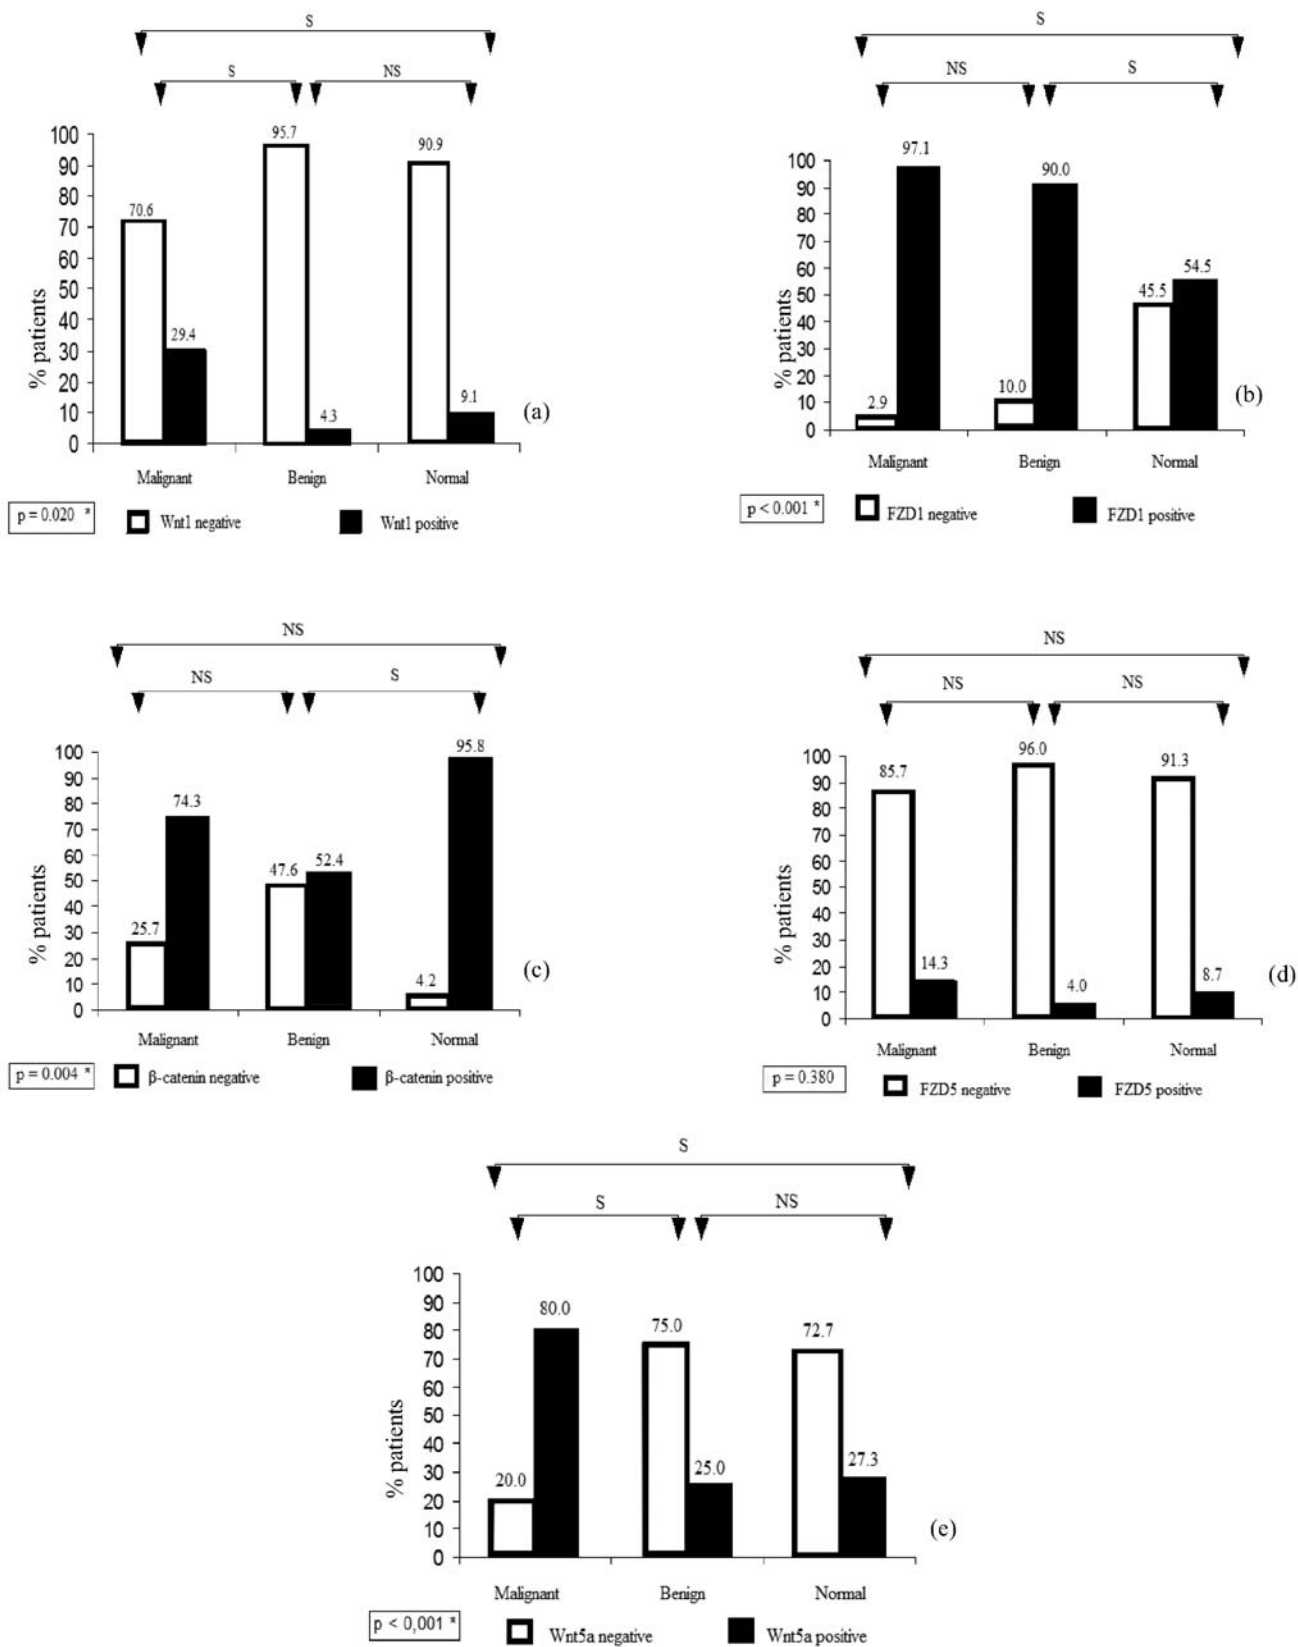 S
S NS
100
90
80
70
60
50
40
30
20
10
0
% patients
70.6
29.4
95.7
4.3
90.9
9.1
(a)
Malignant Benign Normal
p = 0.020 * Wnt1 negative Wnt1 positive
S
NS S
100
90
80
70
60
50
40
30
20
10
0
% patients
2.9
97.1
10.0
90.0
45.5
54.5
(b)
Malignant Benign Normal
p < 0.001 * FZD1 negative FZD1 positive
NS
NS S
100
90
80
70
60
50
40
30
20
10
0
% patients
25.7
74.3
47.6
52.4
4.2
95.8
(c)
Malignant Benign Normal
p = 0.004 * β-catenin negative β-catenin positive
NS
NS NS
100
90
80
70
60
50
40
30
20
10
0
% patients
85.7
14.3
96.0
4.0
91.3
8.7
(d)
Malignant Benign Normal
p = 0.380 FZD5 negative FZD5 positive
S
S NS
100
90
80
70
60
50
40
30
20
10
0
% patients
20.0
80.0
75.0
25.0
72.7
27.3
(e)
Malignant Benign Normal
p < 0,001 * Wnt5a negative Wnt5a positive